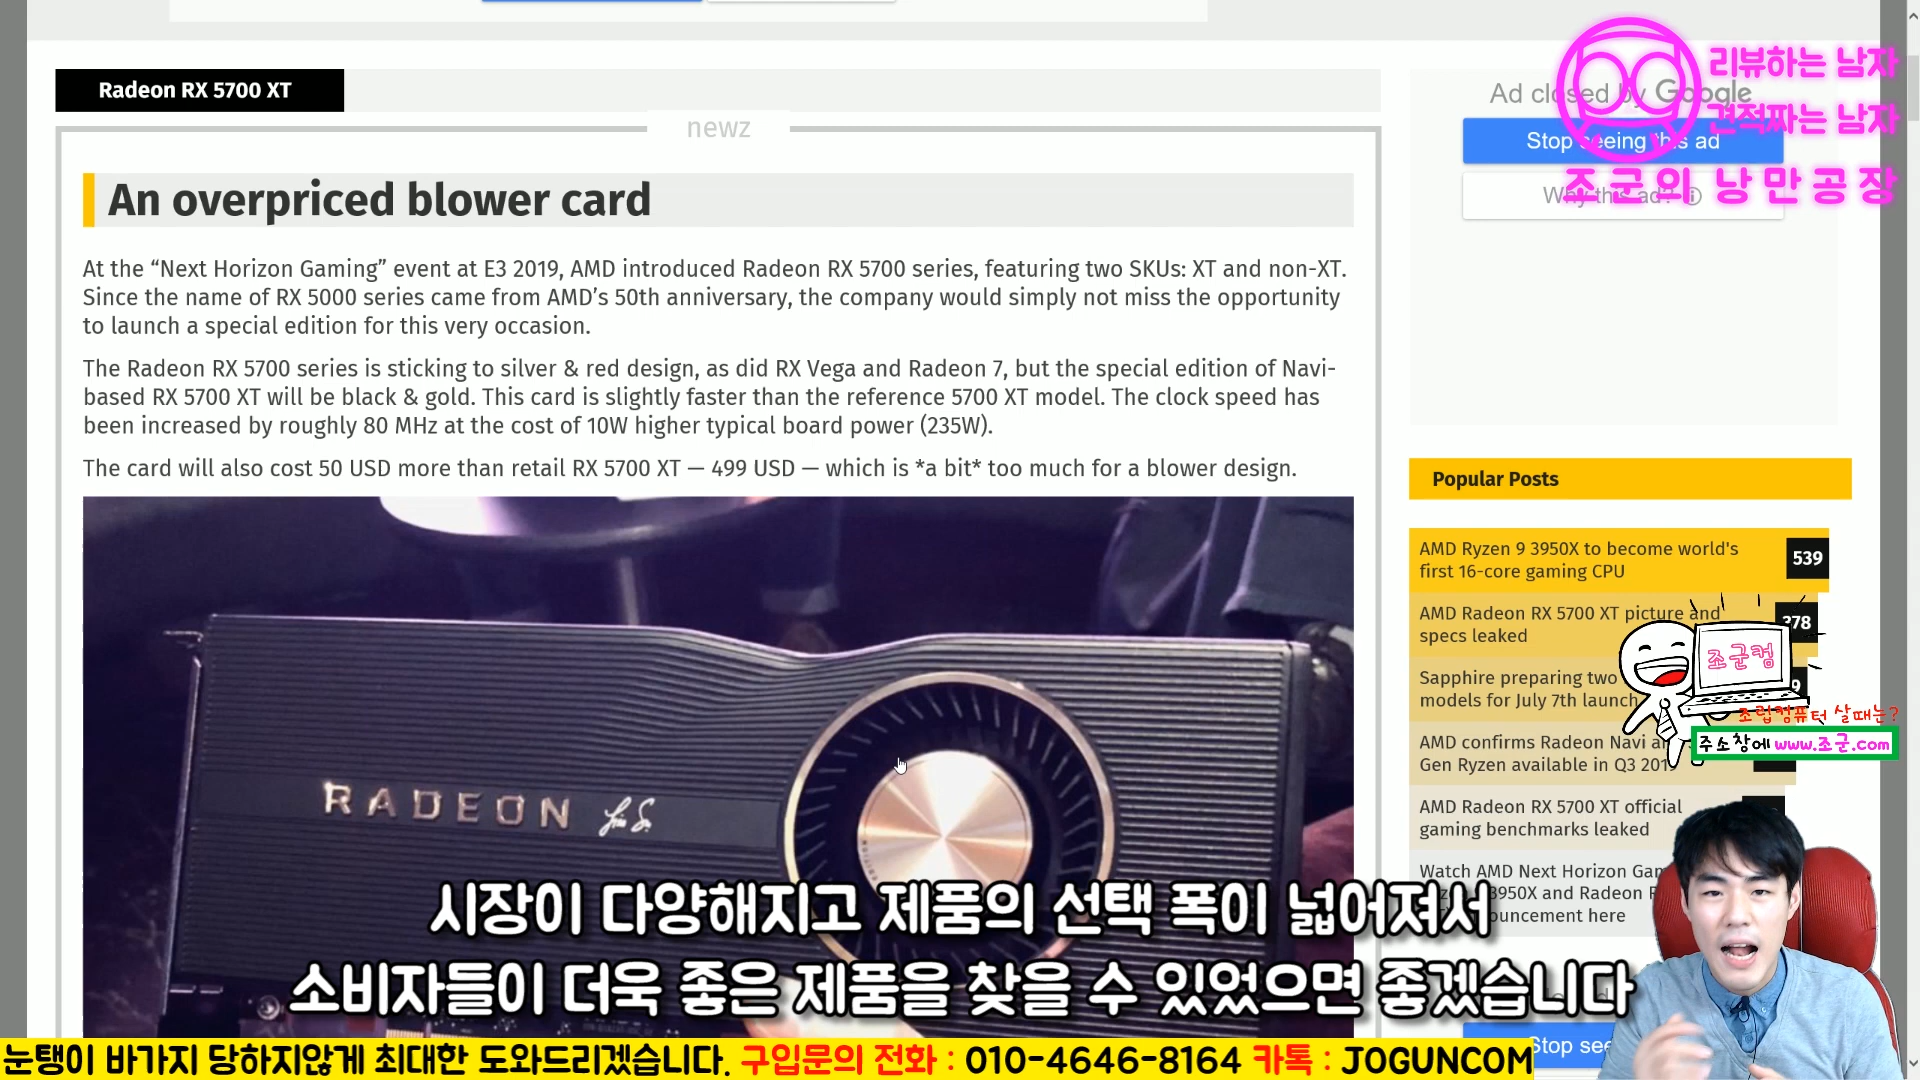 Radeon RX 5700 XT
newz
An overpriced blower card
At the “Next Horizon Gaming” event at E3 2019, AMD introduced Radeon RX 5700 series, featuring two SKUs: XT and non-XT.
Since the name of RX 5000 series came from AMD’s 50th anniversary, the company would simply not miss the opportunity
to launch a special edition for this very occasion.
The Radeon RX 5700 series is sticking to silver & red design, as did RX Vega and Radeon 7, but the special edition of Navi-
based RX 5700 XT will be black & gold. This card is slightly faster than the reference 5700 XT model. The clock speed has
been increased by roughly 80 MHz at the cost of 10W higher typical board power (235W).
The card will also cost 50 USD more than retail RX 5700 XT — 499 USD — which is *a bit* too much for a blower design.
RADEON
리뷰하는 남자
견적짜는 남자
조군의 낭만공장
Ad closed by Google
Stop seeing this ad
Why this ad?
Popular Posts
AMD Ryzen 9 3950X to become world's
first 16-core gaming CPU
539
AMD Radeon RX 5700 XT picture and
specs leaked
378
Sapphire preparing two
models for July 7th launch
9
AMD confirms Radeon Navi
Gen Ryzen available in Q3 2019
AMD Radeon RX 5700 XT official
gaming benchmarks leaked
Watch AMD Next Horizon
3950X and Radeon
here
조군컴
조립컴퓨터 살때는?
주소창에 www.조군.com
시장이 다양해지고 제품의 선택 폭이 넓어져서
소비자들이 더욱 좋은 제품을 찾을 수 있었으면 좋겠습니다
Stop
눈탱이 바가지 당하지않게 최대한 도와드리겠습니다. 구입문의 전화 : 010-4646-8164 카톡 : JOGUNCOM